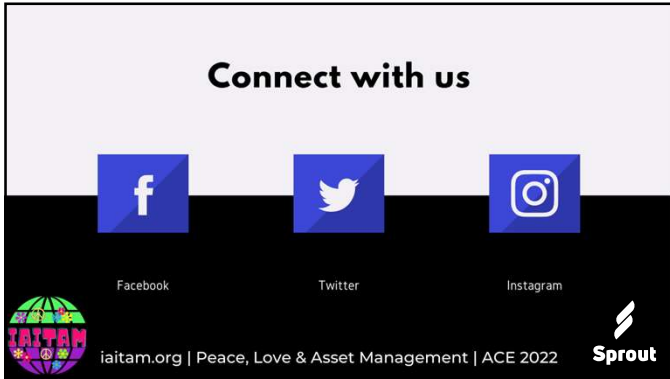 Connect with us
Facebook
Twitter
Instagram
IAITAM
iaitam.org | Peace, Love & Asset Management | ACE 2022
Sprout